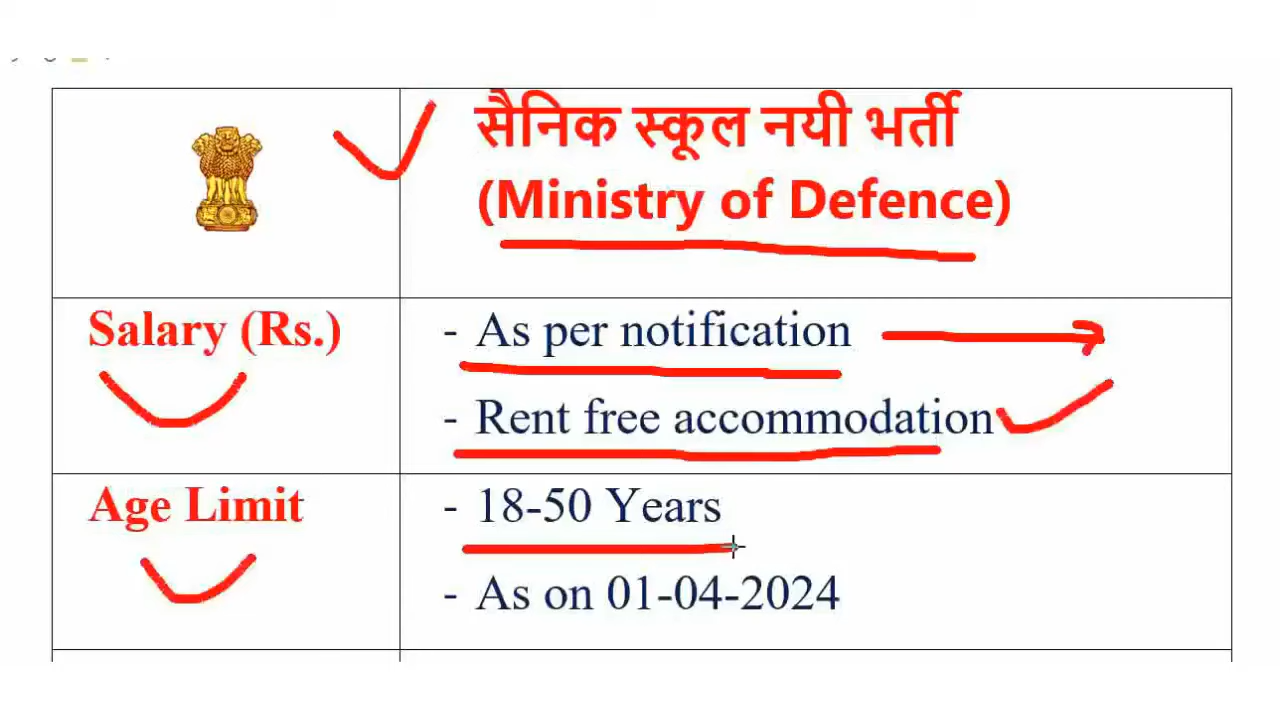 सैनिक स्कूल नयी भर्ती
(Ministry of Defence)
Salary (Rs.)
- As per notification
- Rent free accommodation
Age Limit
- 18-50 Years
- As on 01-04-2024